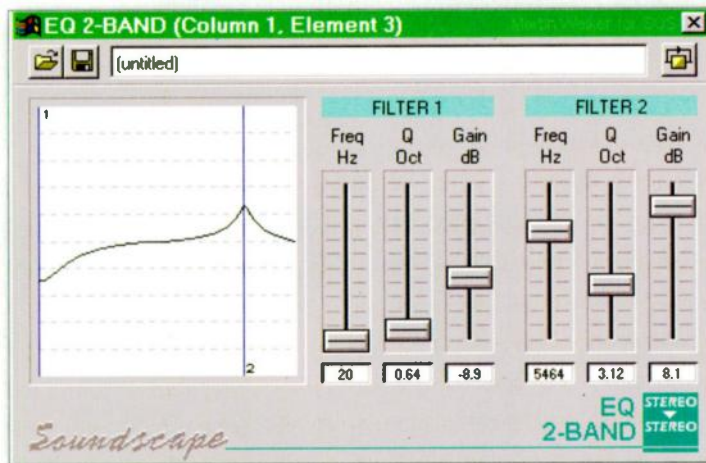 EQ 2-BAND (Column 1, Element 3)
(untitled)
1
2
FILTER 1
Freq Hz
Q Oct
Gain dB
20
0.64
-8.9
FILTER 2
Freq Hz
Q Oct
Gain dB
5464
3.12
8.1
Soundscape
EQ
2-BAND
STEREO
STEREO